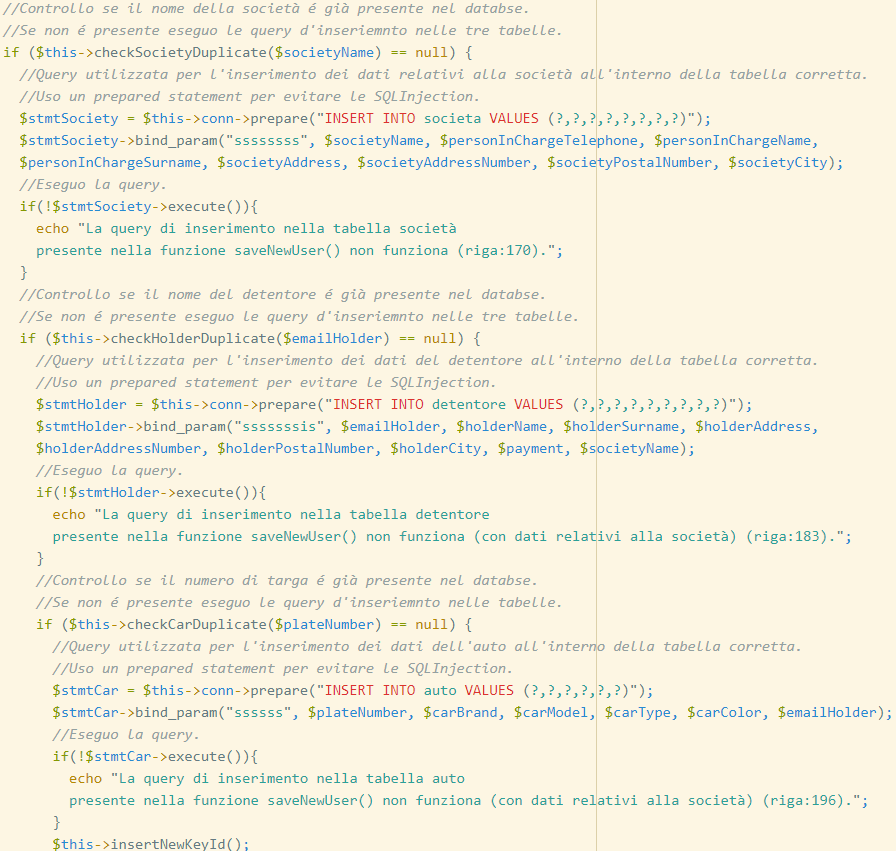 //Controllo se il nome della società é già presente nel databse.
//Se non é presente eseguo le query d'inseriemnto nelle tre tabelle.
if ($this->checkSocietyDuplicate($societyName) == null) {
//Query utilizzata per l'inserimento dei dati relativi alla società all'interno della tabella corretta.
//Uso un prepared statement per evitare le SQLInjection.
$stmtSociety = $this->conn->prepare("INSERT INTO societa VALUES (?,?,?,?,?,?,?,?)");
$stmtSociety->bind_param("ssssssss", $societyName, $personInChargeTelephone, $personInChargeName,
$personInChargeSurname, $societyAddress, $societyAddressNumber, $societyPostalNumber, $societyCity);
//Eseguo la query.
if(!$stmtSociety->execute()){
echo "La query di inserimento nella tabella società
presente nella funzione saveNewUser() non funziona (riga:170).";
}
//Controllo se il nome del detentore é già presente nel databse.
//Se non é presente eseguo le query d'inseriemnto nelle tre tabelle.
if ($this->checkHolderDuplicate($emailHolder) == null) {
//Query utilizzata per l'inserimento dei dati del detentore all'interno della tabella corretta.
//Uso un prepared statement per evitare le SQLInjection.
$stmtHolder = $this->conn->prepare("INSERT INTO detentore VALUES (?,?,?,?,?,?,?,?,?)");
$stmtHolder->bind_param("sssssssis", $emailHolder, $holderName, $holderSurname, $holderAddress,
$holderAddressNumber, $holderPostalNumber, $holderCity, $payment, $societyName);
//Eseguo la query.
if(!$stmtHolder->execute()){
echo "La query di inserimento nella tabella detentore
presente nella funzione saveNewUser() non funziona (con dati relativi alla società) (riga:183).";
}
//Controllo se il numero di targa é già presente nel databse.
//Se non é presente eseguo le query d'inseriemnto nelle tabelle.
if ($this->checkCarDuplicate($plateNumber) == null) {
//Query utilizzata per l'inserimento dei dati dell'auto all'interno della tabella corretta.
//Uso un prepared statement per evitare le SQLInjection.
$stmtCar = $this->conn->prepare("INSERT INTO auto VALUES (?,?,?,?,?,?)");
$stmtCar->bind_param("ssssss", $plateNumber, $carBrand, $carModel, $carType, $carColor, $emailHolder);
//Eseguo la query.
if(!$stmtCar->execute()){
echo "La query di inserimento nella tabella auto
presente nella funzione saveNewUser() non funziona (con dati relativi alla società) (riga:196).";
}
$this->insertNewKeyId();